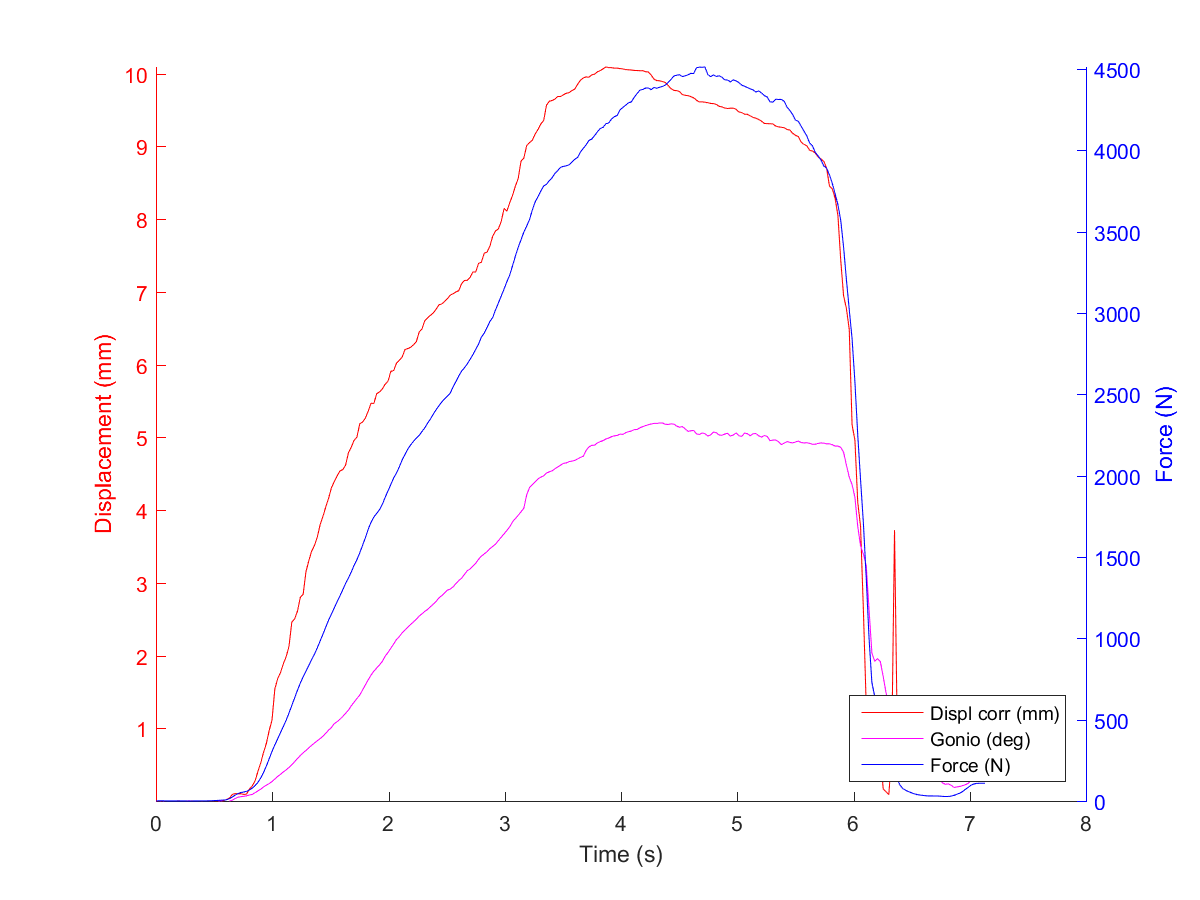 10
9
8
7
6
5
4
3
2
1
Displacement (mm)
4500
4000
3500
3000
2500
2000
1500
1000
500
0
Force (N)
Displ corr (mm)
Gonio (deg)
Force (N)
0 1 2 3 4 5 6 7 8
Time (s)